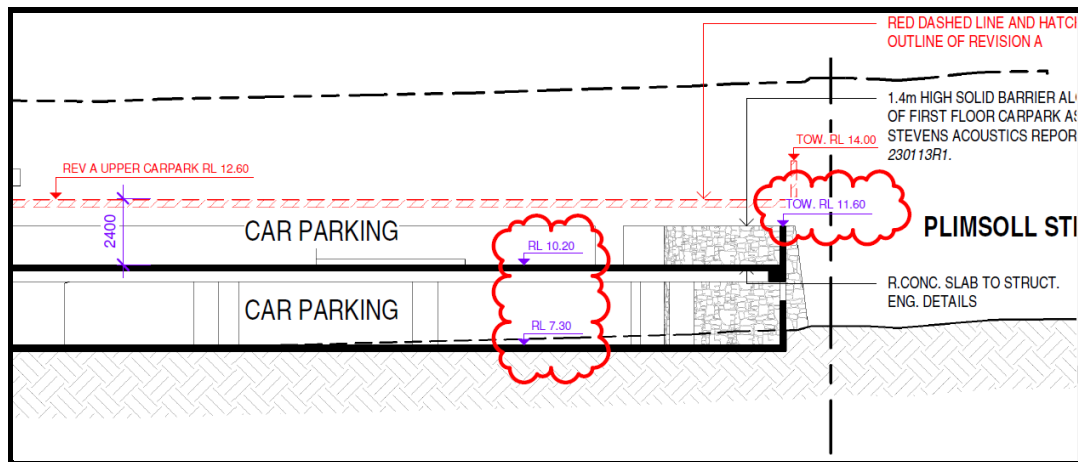 RED DASHED LINE AND HATCHI
OUTLINE OF REVISION A
1.4m HIGH SOLID BARRIER AL
OF FIRST FLOOR CARPARK AS
STEVENS ACOUSTICS REPOR
230113R1.
TOW. RL 14.00
REV A UPPER CARPARK RL 12.60
TOW. RL 11.60
2400
CAR PARKING
PLIMSOLL ST
RL 10.20
R.CONC. SLAB TO STRUCT.
ENG. DETAILS
CAR PARKING
RL 7.30